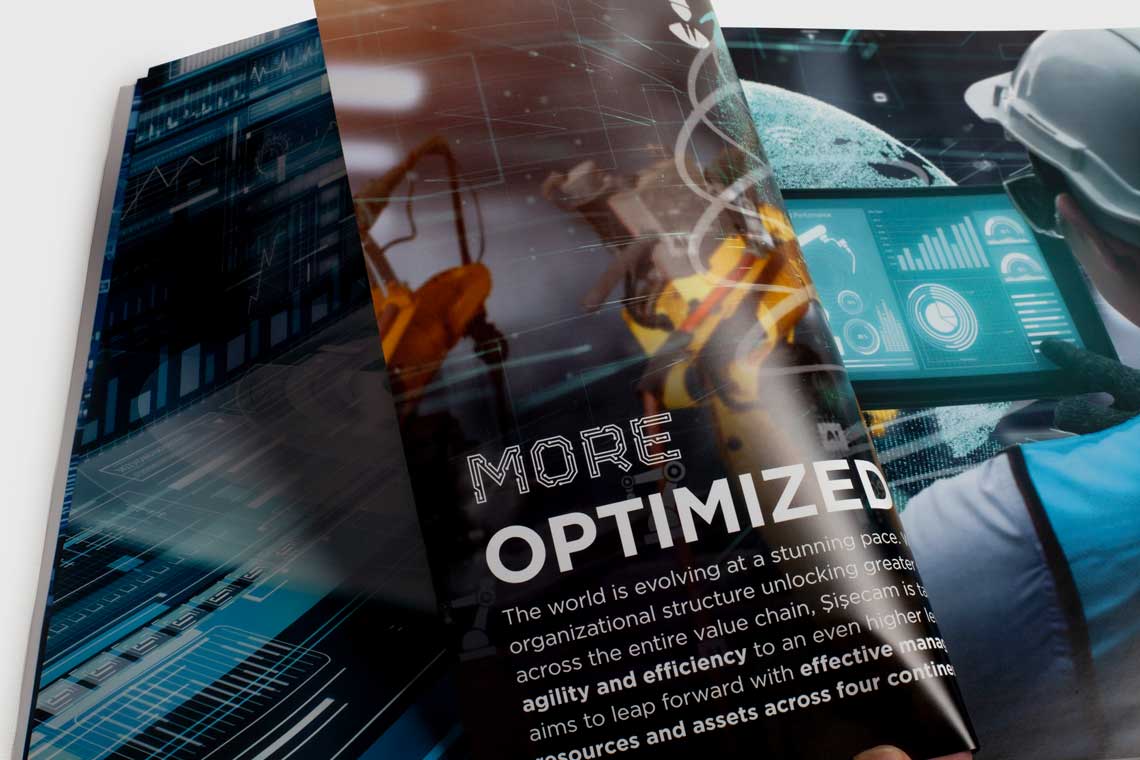 MORE
OPTIMIZED
The world is evolving at a stunning pace.
organizational structure unlocking greater
across the entire value chain, Şişecam is
agility and efficiency to an even higher
aims to leap forward with effective
resources and assets across four